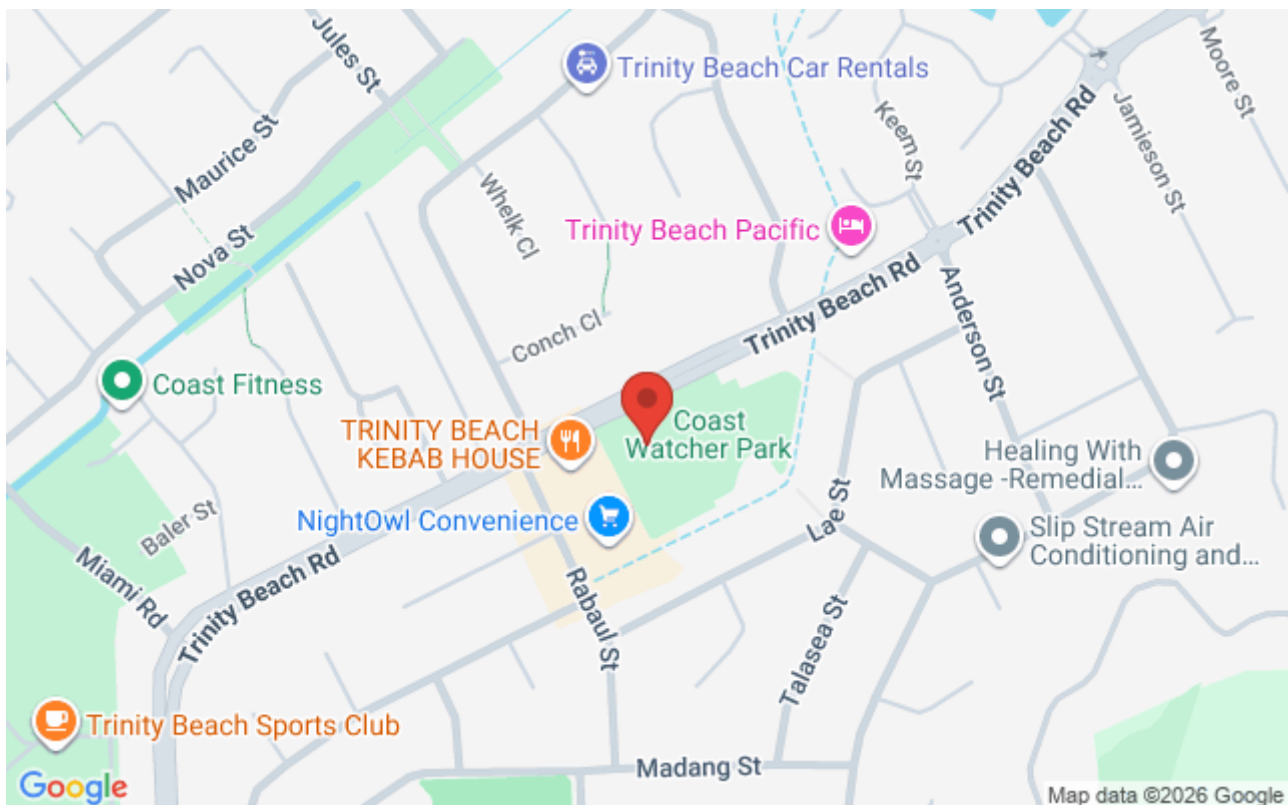 Jules St
Trinity Beach Car Rentals
Moore St
Maurice St
Keem St
Jamieson St
Trinity Beach Rd
Whelk Cl
Nova St
Trinity Beach Pacific
Trinity Beach Rd
Anderson St
Conch Cl
Coast Fitness
TRINITY BEACH
KEBAB HOUSE
Coast
Watcher Park
Healing With
Massage -Remedial...
NightOwl Convenience
Baler St
Lae St
Slip Stream Air
Conditioning and...
Miami Rd
Trinity Beach Rd
Rabaul St
Talasea St
Trinity Beach Sports Club
Madang St
Google
Map data ©2026 Google